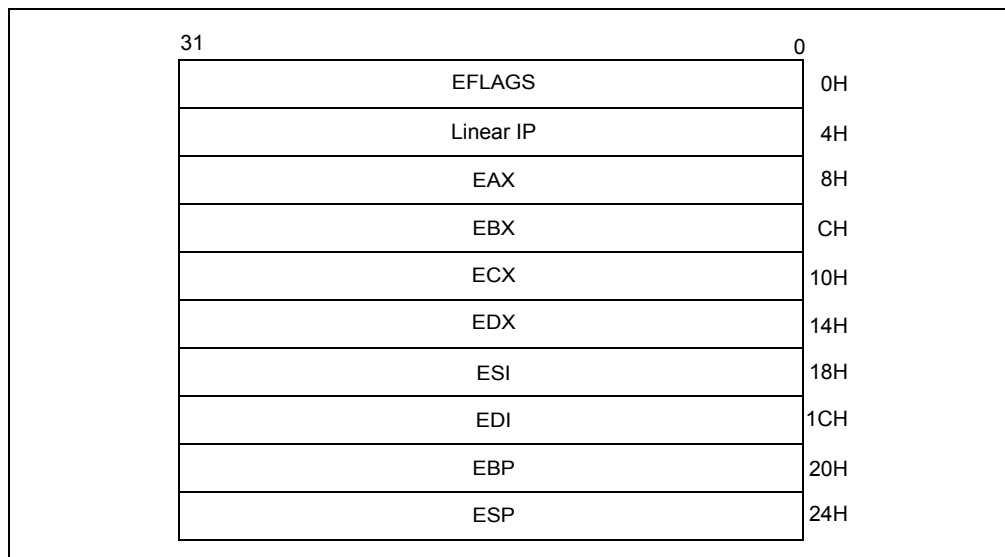 31 0
EFLAGS 0H
Linear IP 4H
EAX 8H
EBX CH
ECX 10H
EDX 14H
ESI 18H
EDI 1CH
EBP 20H
ESP 24H